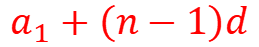 a₁ + (n − 1)d